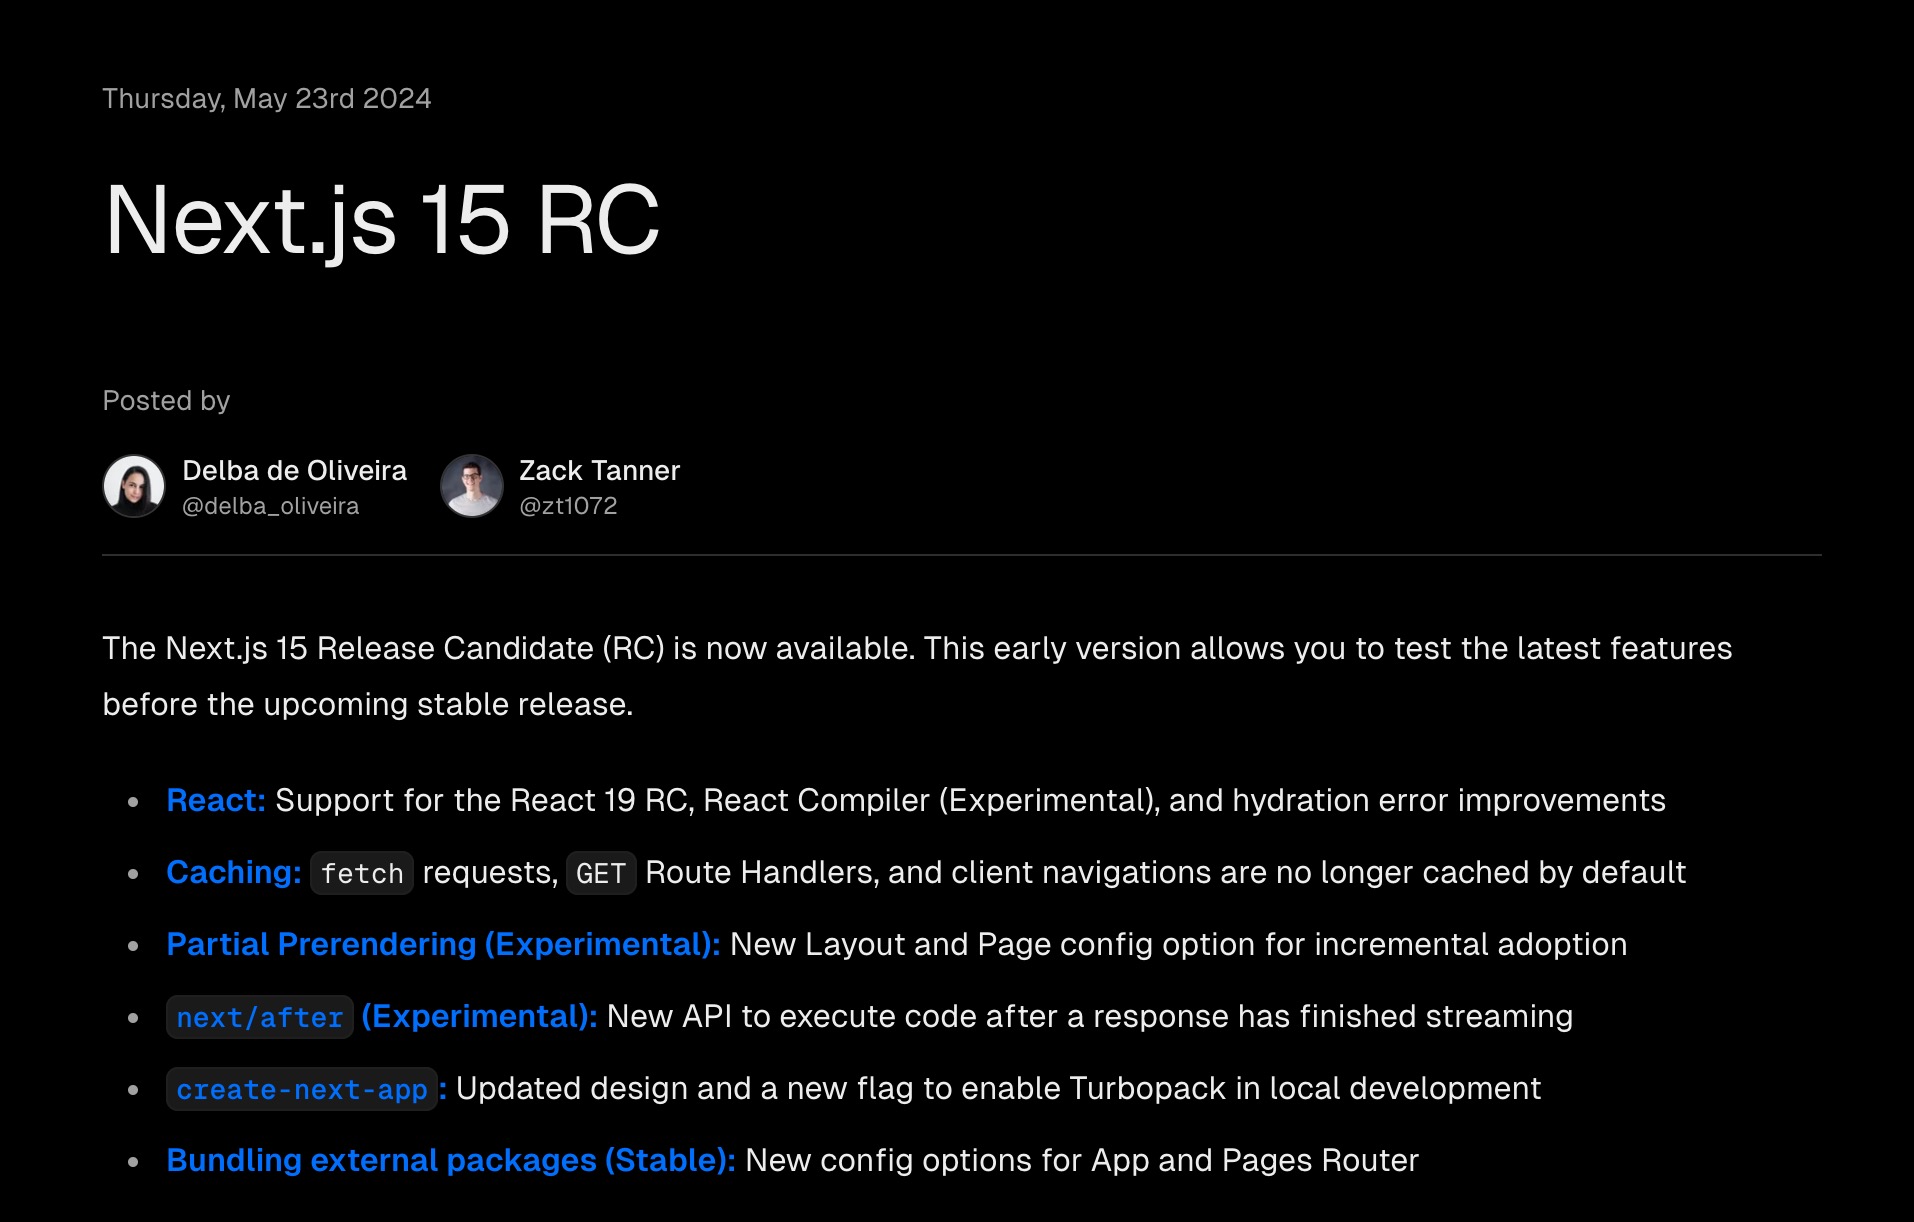 Thursday, May 23rd 2024
Next.js 15 RC
Posted by
Delba de Oliveira
@delba_oliveira
Zack Tanner
@zt1072
The Next.js 15 Release Candidate (RC) is now available. This early version allows you to test the latest features
before the upcoming stable release.
React: Support for the React 19 RC, React Compiler (Experimental), and hydration error improvements
Caching: fetch requests, GET Route Handlers, and client navigations are no longer cached by default
Partial Prerendering (Experimental): New Layout and Page config option for incremental adoption
next/after (Experimental): New API to execute code after a response has finished streaming
create-next-app: Updated design and a new flag to enable Turbopack in local development
Bundling external packages (Stable): New config options for App and Pages Router